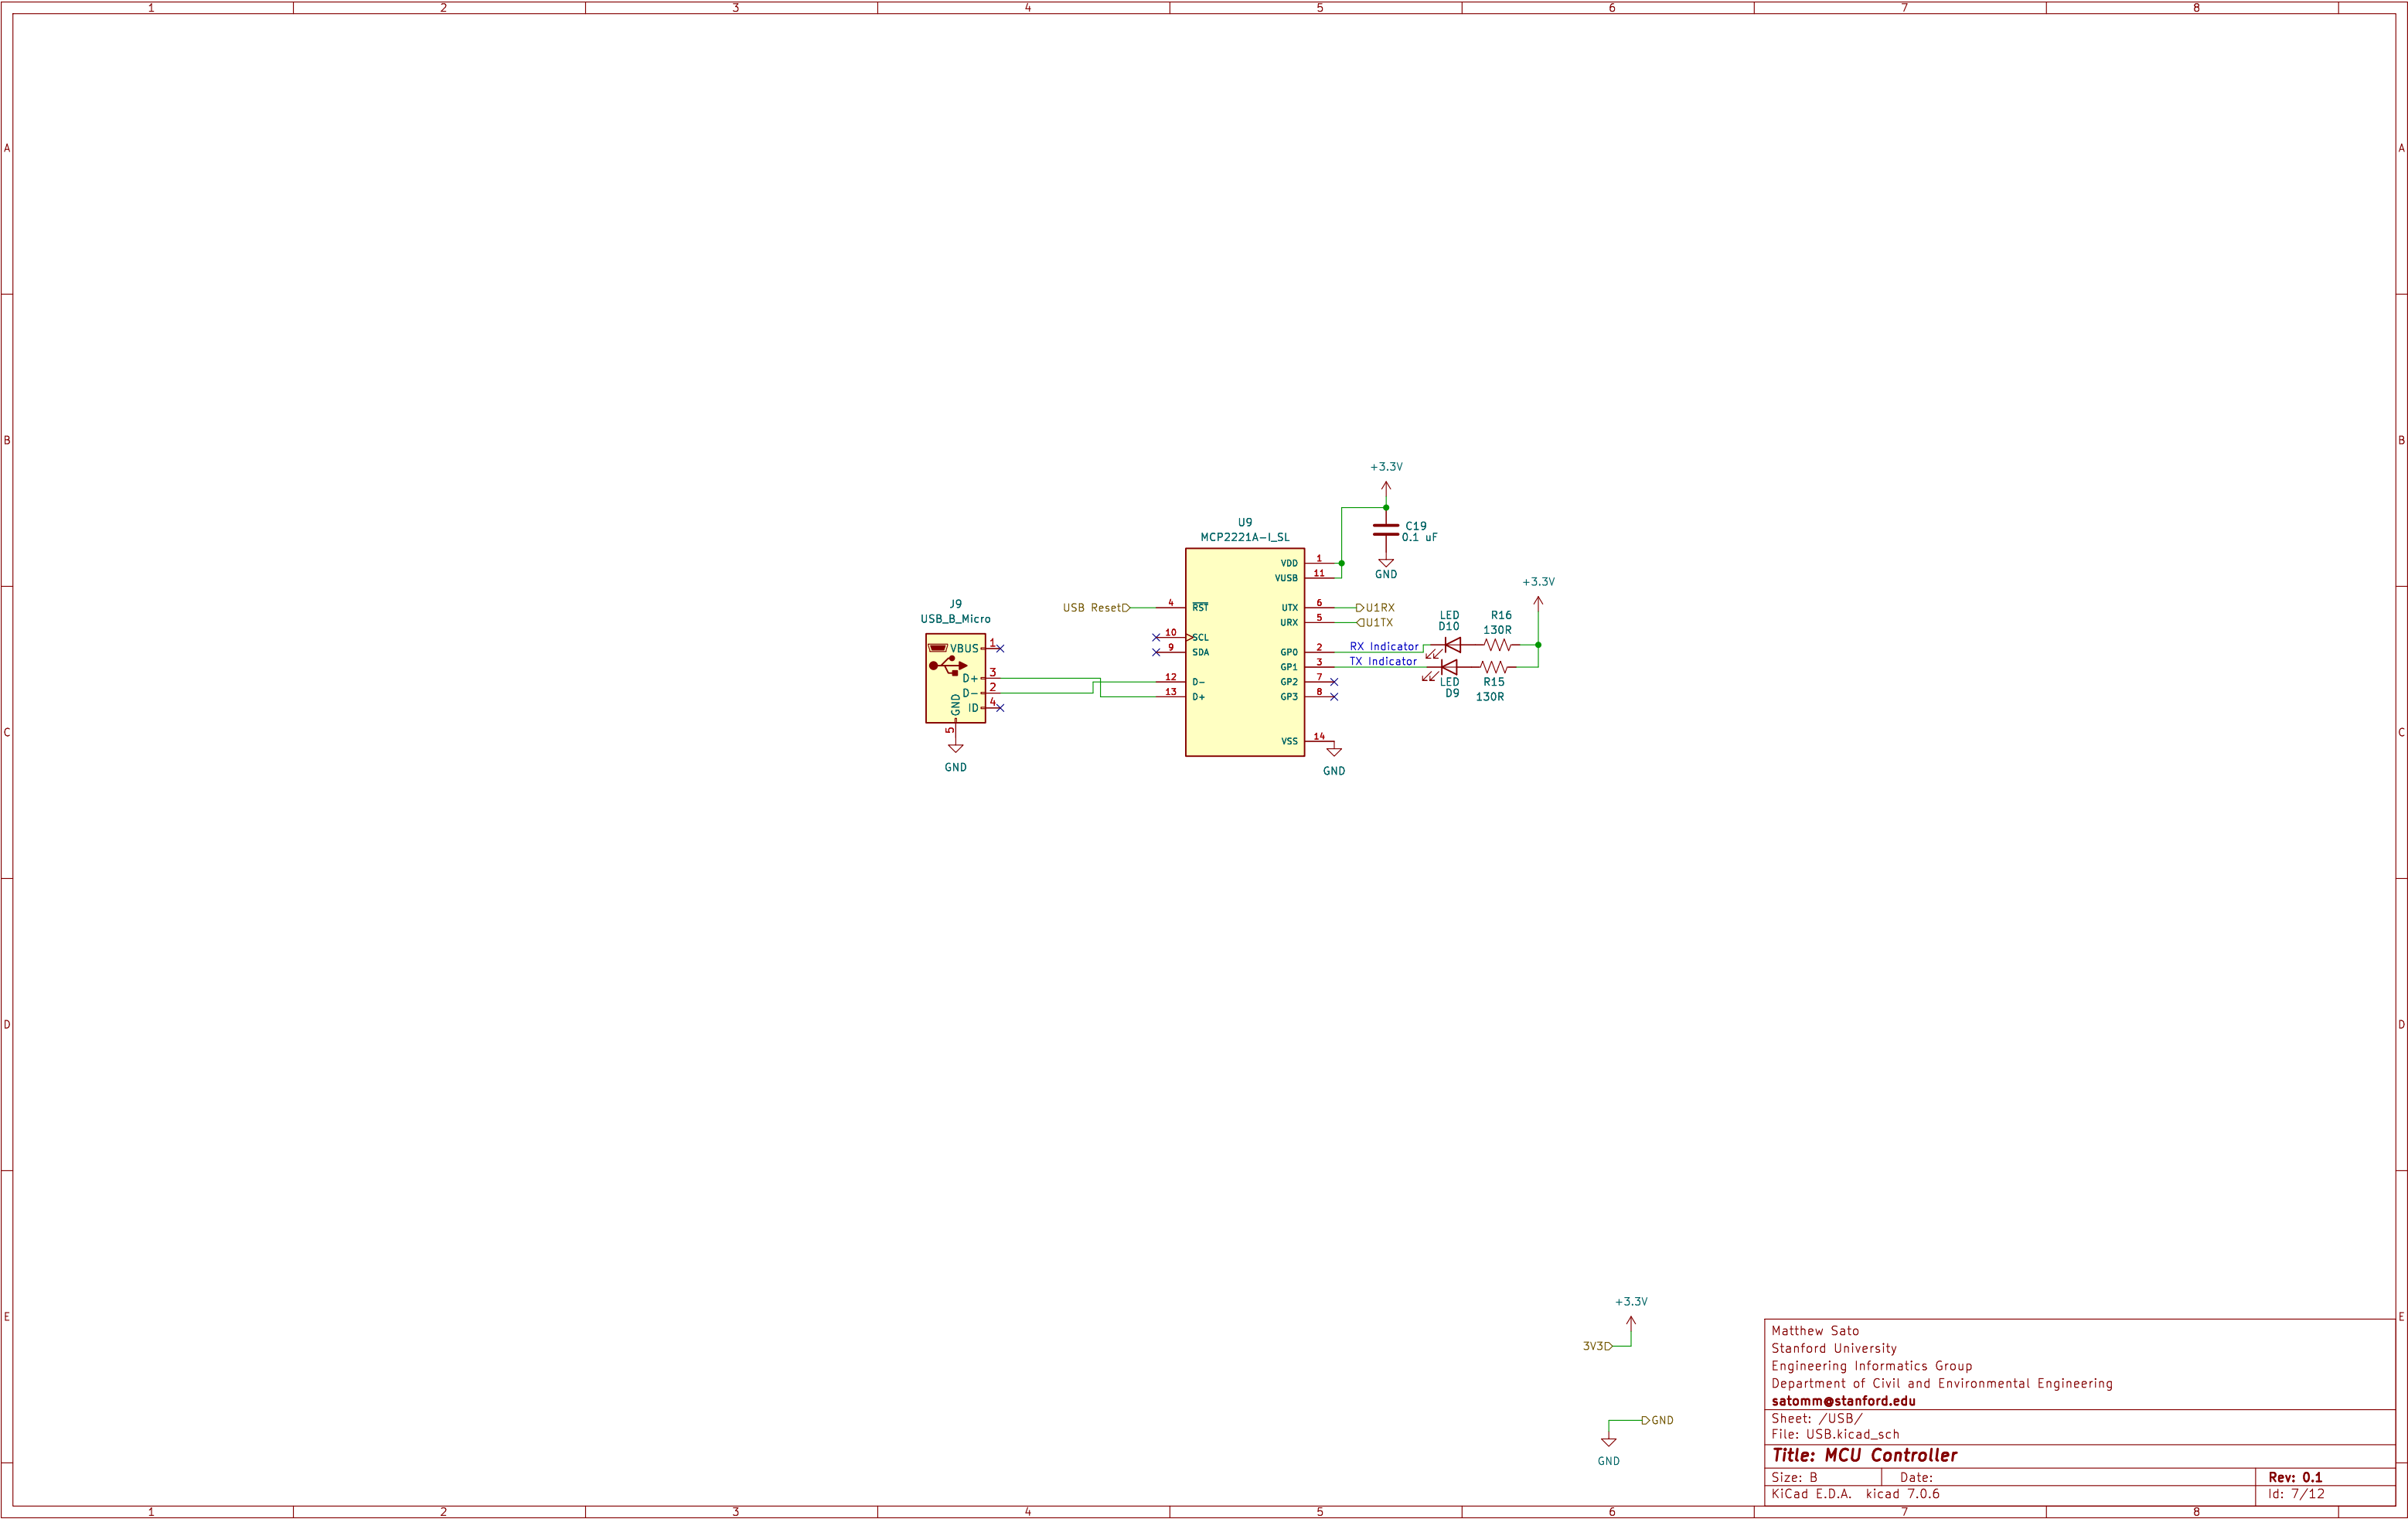 1 2 3 4 5 6 7 8
A A
B B
C C
D D
E E
+3.3V
C19
0.1 uF
GND
U9
MCP2221A-I_SL
VDD 1
VUSB 11
UTX 6
URX 5
GP0 2
GP1 3
GP2 7
GP3 8
VSS 14
4 RST
10 SCL
9 SDA
12 D-
13 D+
GND
USB Reset
U1RX
U1TX
RX Indicator
TX Indicator
LED
D10
R16
130R
LED
D9
R15
130R
+3.3V
J9
USB_B_Micro
VBUS 1
D+ 3
D- 2
ID 4
GND 5
GND
+3.3V
3V3
GND
GND
Matthew Sato
Stanford University
Engineering Informatics Group
Department of Civil and Environmental Engineering
satomm@stanford.edu
Sheet: /USB/
File: USB.kicad_sch
Title: MCU Controller
Size: B Date: Rev: 0.1
KiCad E.D.A. kicad 7.0.6 Id: 7/12
1 2 3 4 5 6 7 8